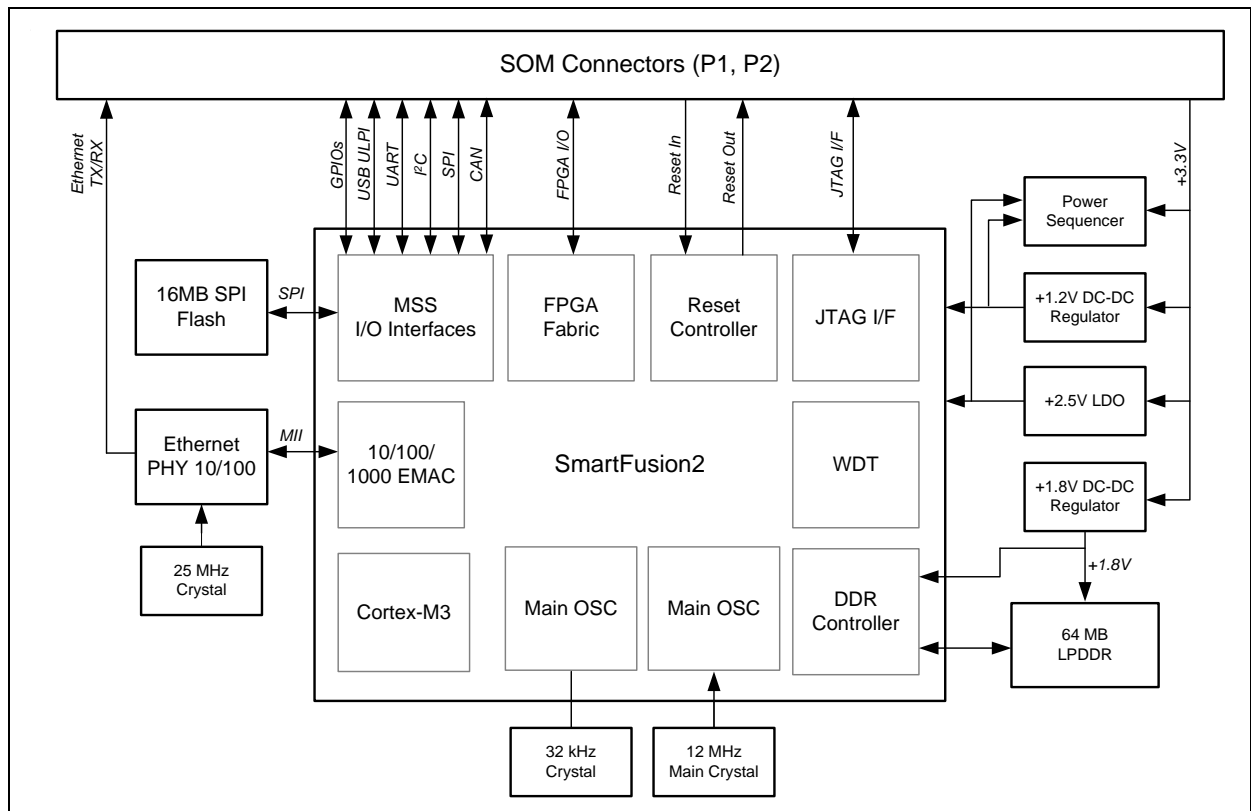 SOM Connectors (P1, P2)
Ethernet
TX/RX
GPIOs
USB ULPI
UART
I²C
SPI
CAN
FPGA I/O
Reset In
Reset Out
JTAG I/F
+3.3V
Power
Sequencer
16MB SPI
Flash
SPI
MSS
I/O Interfaces
FPGA
Fabric
Reset
Controller
JTAG I/F
+1.2V DC-DC
Regulator
+2.5V LDO
Ethernet
PHY 10/100
MII
10/100/
1000 EMAC
SmartFusion2
WDT
+1.8V DC-DC
Regulator
+1.8V
25 MHz
Crystal
Cortex-M3
Main OSC
Main OSC
DDR
Controller
64 MB
LPDDR
32 kHz
Crystal
12 MHz
Main Crystal